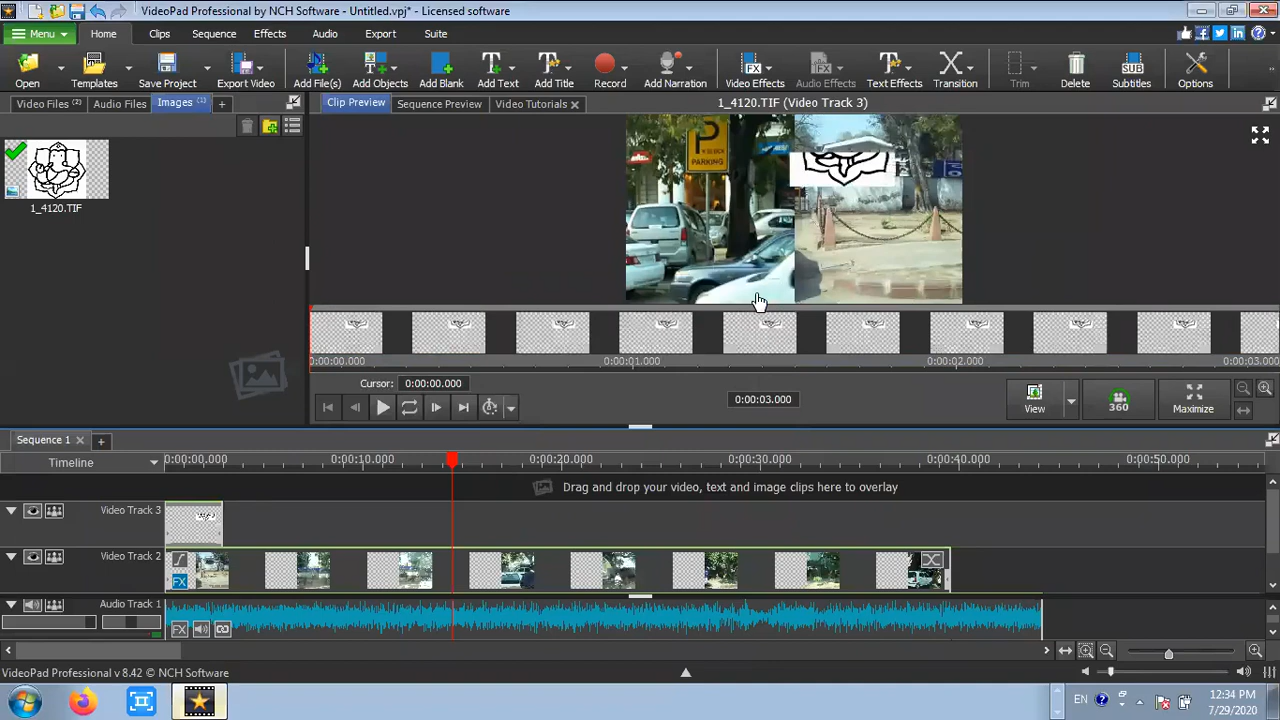 VideoPad Professional by NCH Software - Untitled.vpj* - Licensed software
Menu Home Clips Sequence Effects Audio Export Suite
Open Templates Save Project Export Video Add File(s) Add Objects Add Blank Add Text Add Title Record Add Narration Video Effects Audio Effects Text Effects Transition Trim Delete Subtitles Options
Video Files (2) Audio Files Images (1) +
Clip Preview Sequence Preview Video Tutorials 1_4120.TIF (Video Track 3)
P
PARKING
1_4120.TIF
0:00:00.000 0:00:01.000 0:00:02.000 0:00:03.000
Cursor: 0:00:00.000
0:00:03.000
View 360 Maximize
Sequence 1 +
Timeline 0:00:00.000 0:00:10.000 0:00:20.000 0:00:30.000 0:00:40.000 0:00:50.000
Drag and drop your video, text and image clips here to overlay
Video Track 3
Video Track 2
FX
Audio Track 1
FX
VideoPad Professional v 8.42 © NCH Software
EN 12:34 PM
7/29/2020